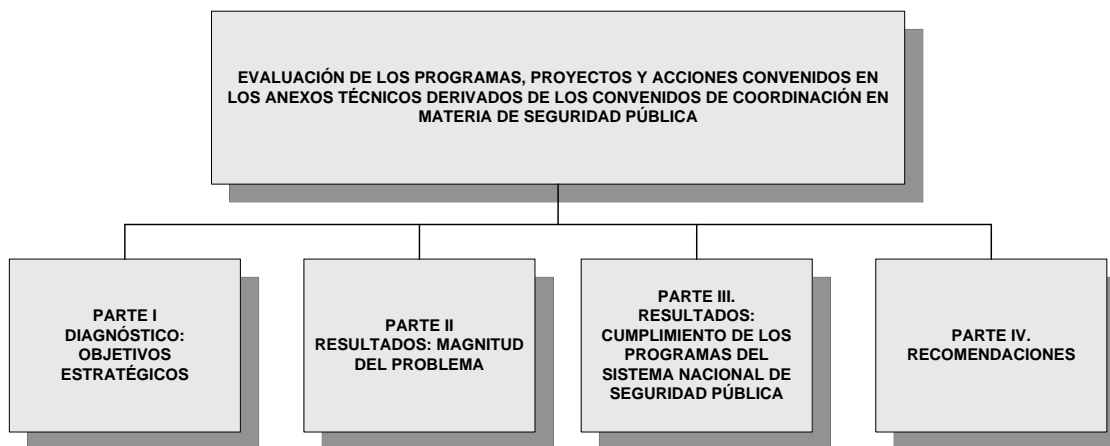 EVALUACIÓN DE LOS PROGRAMAS, PROYECTOS Y ACCIONES CONVENIDOS EN
LOS ANEXOS TÉCNICOS DERIVADOS DE LOS CONVENIDOS DE COORDINACIÓN EN
MATERIA DE SEGURIDAD PÚBLICA
PARTE I
DIAGNÓSTICO:
OBJETIVOS
ESTRATÉGICOS
PARTE II
RESULTADOS: MAGNITUD
DEL PROBLEMA
PARTE III.
RESULTADOS:
CUMPLIMIENTO DE LOS
PROGRAMAS DEL
SISTEMA NACIONAL DE
SEGURIDAD PÚBLICA
PARTE IV.
RECOMENDACIONES